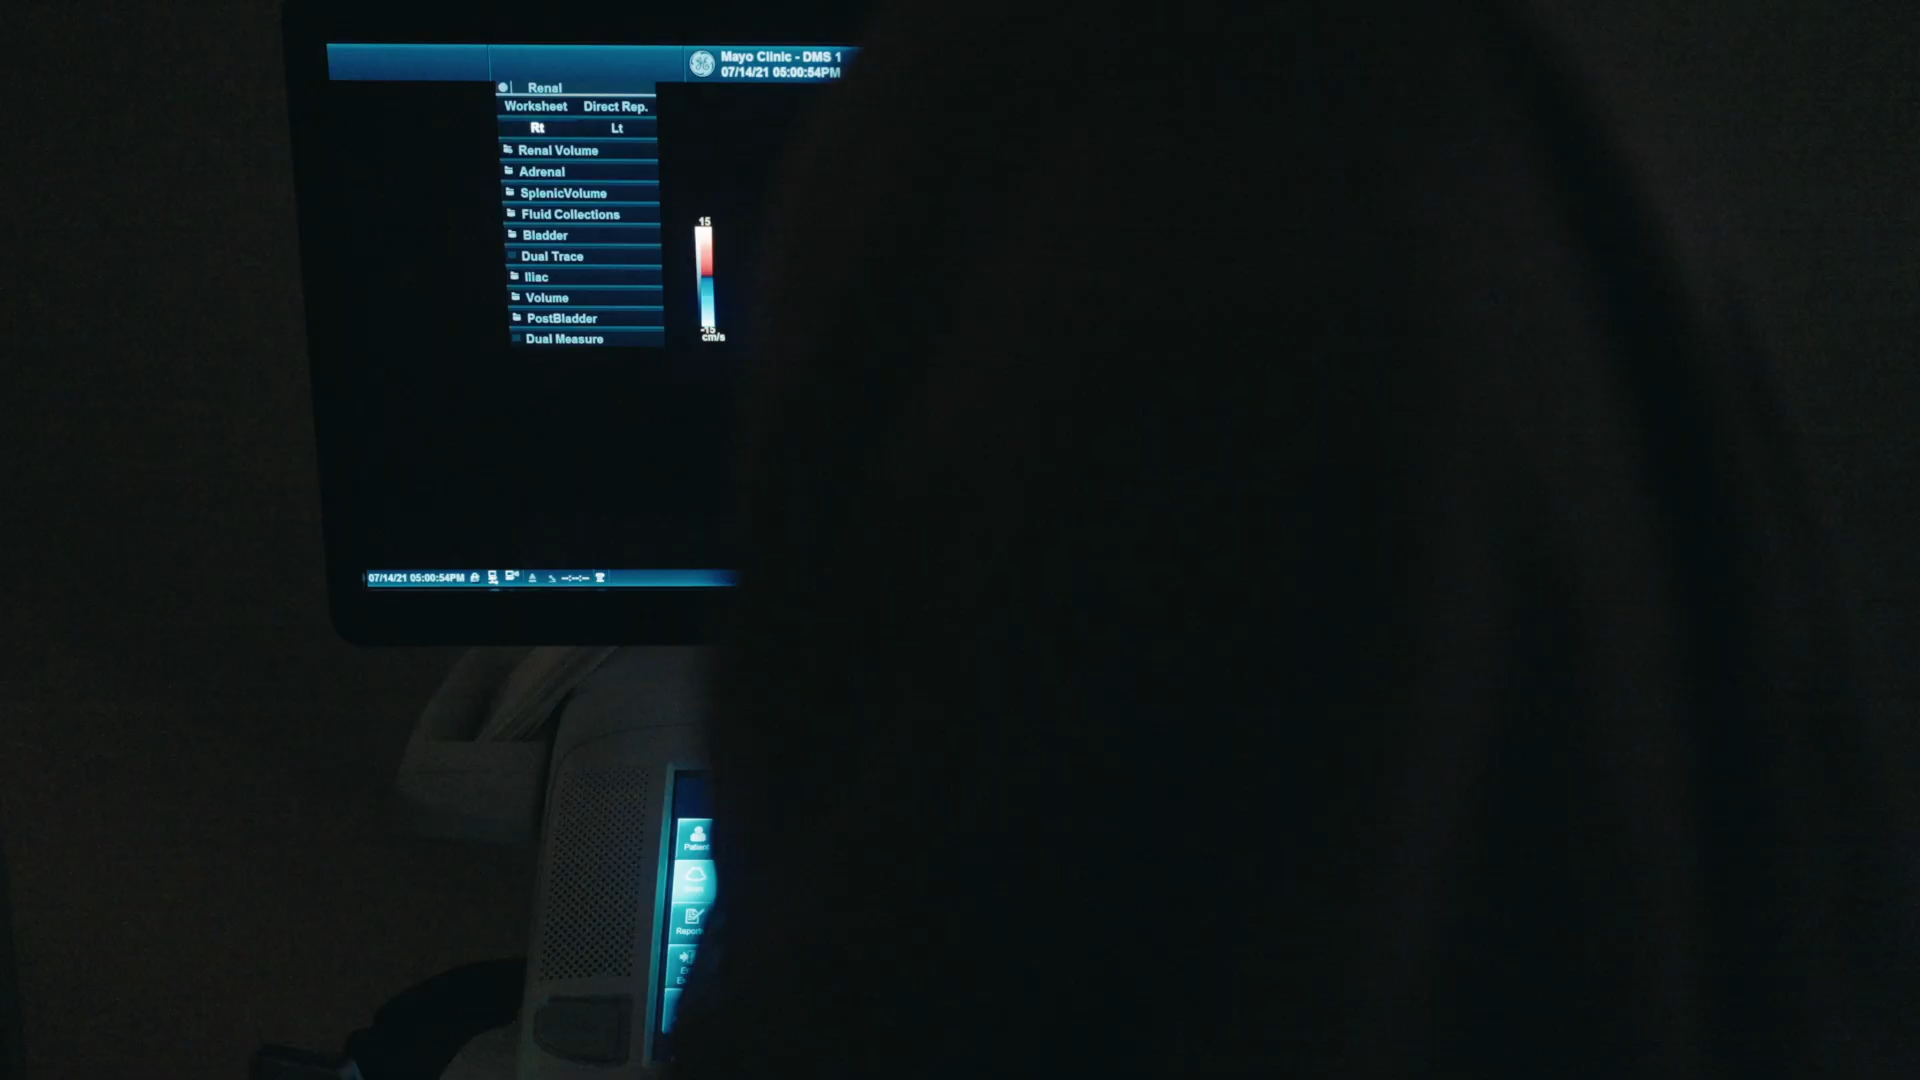 Mayo Clinic - DMS 1
07/14/21 05:00:54PM
Renal
Worksheet Direct Rep.
Rt Lt
Renal Volume
Adrenal
SplenicVolume
Fluid Collections
Bladder
Dual Trace
Iliac
Volume
PostBladder
Dual Measure
15
-15
cm/s
07/14/21 05:00:54PM
Patient